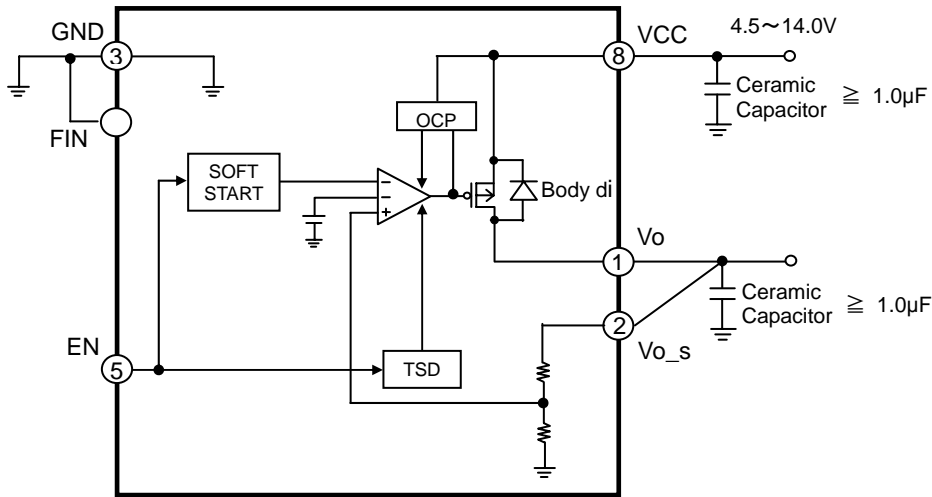 GND
3
FIN
SOFT
START
EN
5
OCP
TSD
Body di
VCC
8
4.5～14.0V
Ceramic
Capacitor ≧ 1.0µF
Vo
1
Ceramic
Capacitor ≧ 1.0µF
2
Vo_s